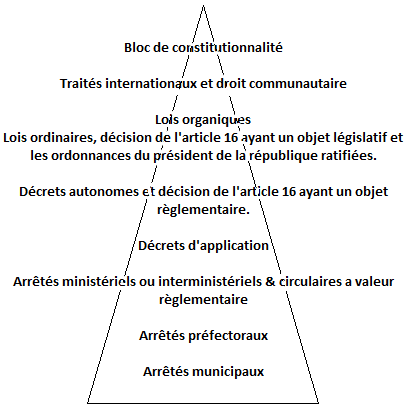 Bloc de constitutionnalité
Traités internationaux et droit communautaire
Lois organiques
Lois ordinaires, décision de l'article 16 ayant un objet législatif et
les ordonnances du président de la république ratifiées.
Décrets autonomes et décision de l'article 16 ayant un objet
règlementaire.
Décrets d'application
Arrêtés ministériels ou interministériels & circulaires a valeur
règlementaire
Arrêtés préfectoraux
Arrêtés municipaux